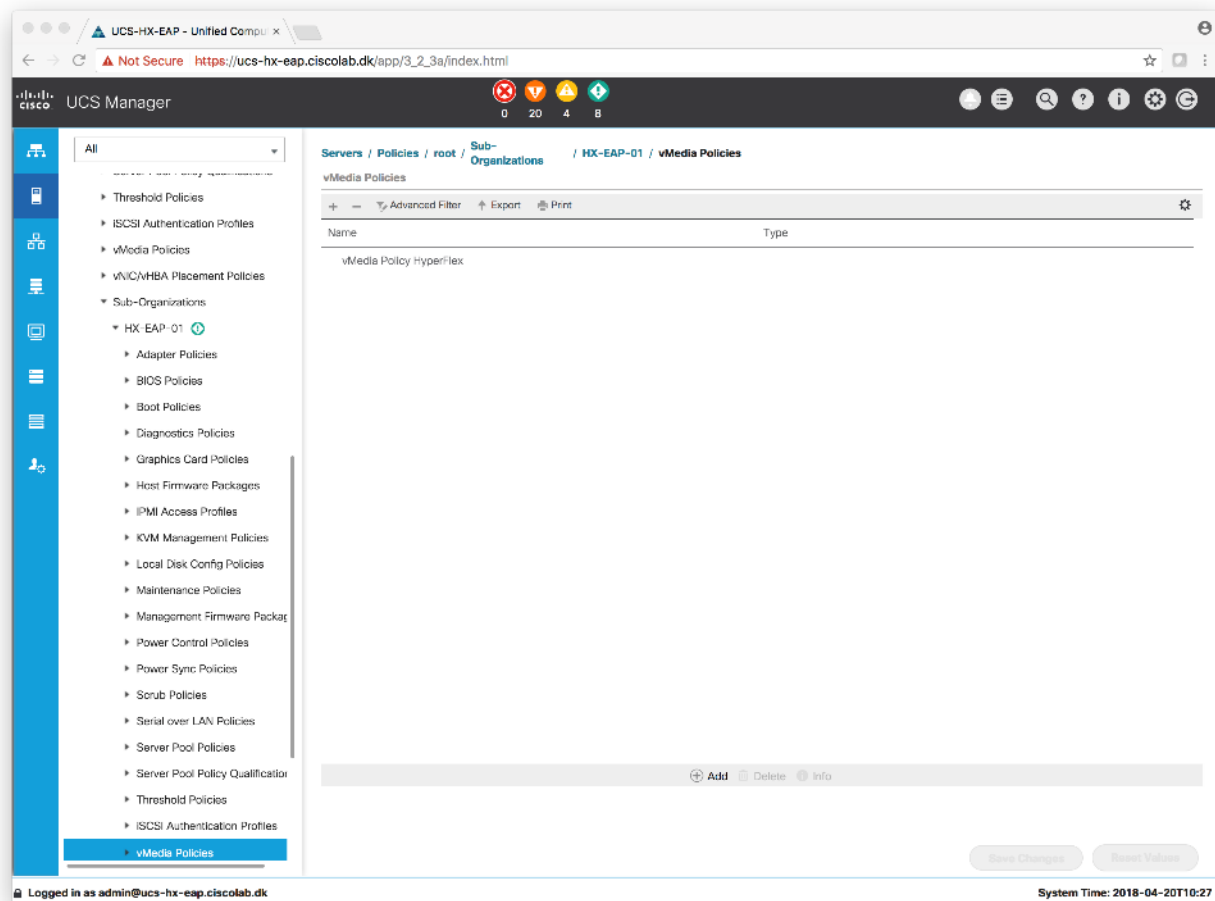 UCS-HX-EAP - Unified Compu
Not Secure https://ucs-hx-eap.ciscolab.dk/app/3_2_3a/index.html
CISCO UCS Manager
0 20 4 8
All
Servers / Policies / root / Sub-Organizations / HX-EAP-01 / vMedia Policies
vMedia Policies
Advanced Filter Export Print
Name Type
vMedia Policy HyperFlex
Threshold Policies
iSCSI Authentication Profiles
vMedia Policies
vNIC/vHBA Placement Policies
Sub-Organizations
HX-EAP-01
Adapter Policies
BIOS Policies
Boot Policies
Diagnostics Policies
Graphics Card Policies
Host Firmware Packages
IPMI Access Profiles
KVM Management Policies
Local Disk Config Policies
Maintenance Policies
Management Firmware Packag
Power Control Policies
Power Sync Policies
Scrub Policies
Serial over LAN Policies
Server Pool Policies
Server Pool Policy Qualification
Threshold Policies
iSCSI Authentication Profiles
vMedia Policies
Add Delete Info
Save Changes Reset Values
Logged in as admin@ucs-hx-eap.ciscolab.dk
System Time: 2018-04-20T10:27